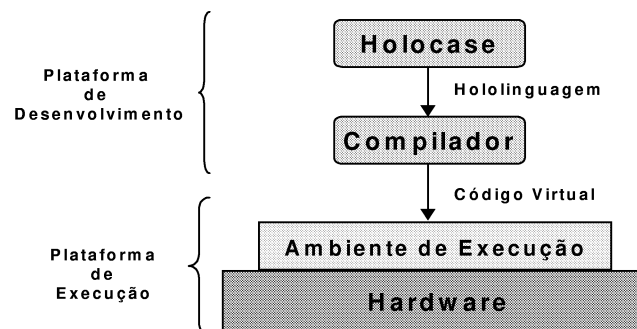 Holocase
Plataforma
de
Desenvolvimento
Hololinguagem
Compilador
Código Virtual
Plataforma
de
Execução
Ambiente de Execução
Hardware